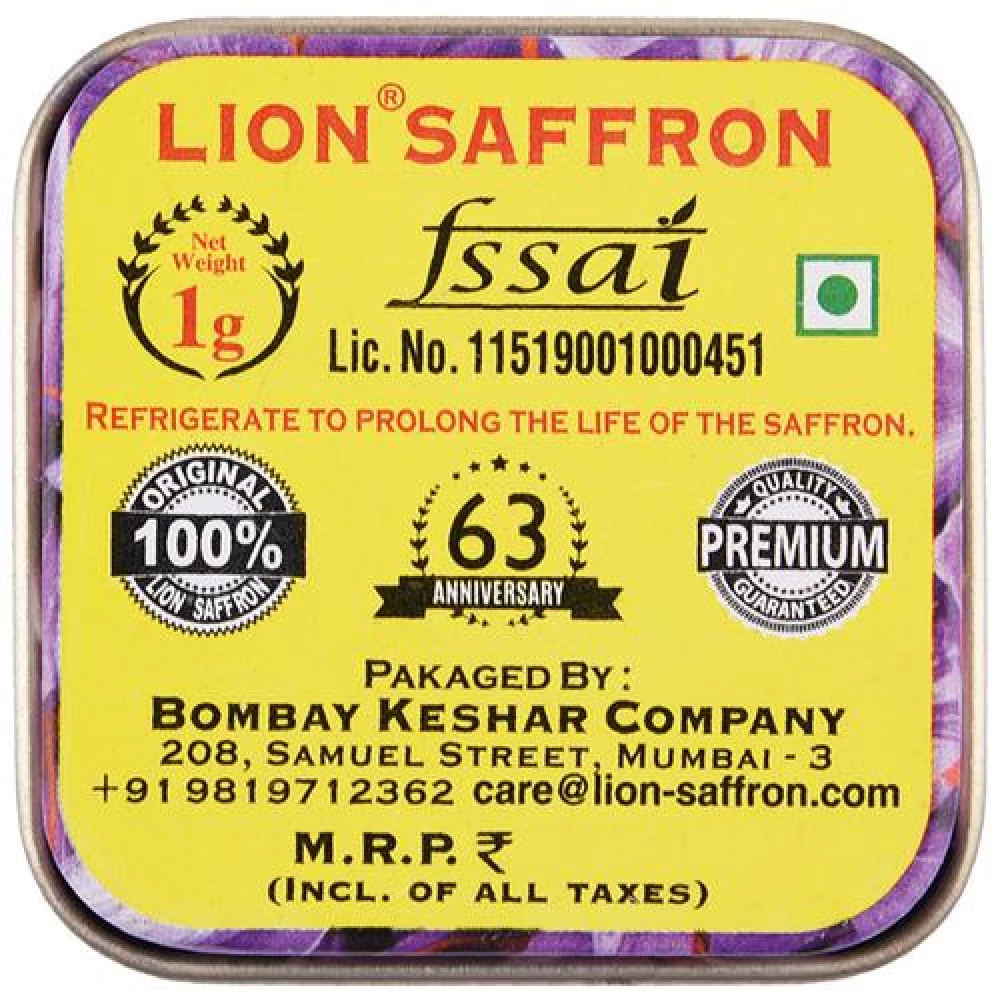 LION® SAFFRON
Net
Weight
1g
fssai
Lic. No. 11519001000451
REFRIGERATE TO PROLONG THE LIFE OF THE SAFFRON.
ORIGINAL
100%
LION SAFFRON
63
ANNIVERSARY
QUALITY
PREMIUM
GUARANTEED
PAKAGED BY :
BOMBAY KESHAR COMPANY
208, SAMUEL STREET, MUMBAI - 3
+91 9819712362 care@lion-saffron.com
M.R.P. ₹
(INCL. OF ALL TAXES)